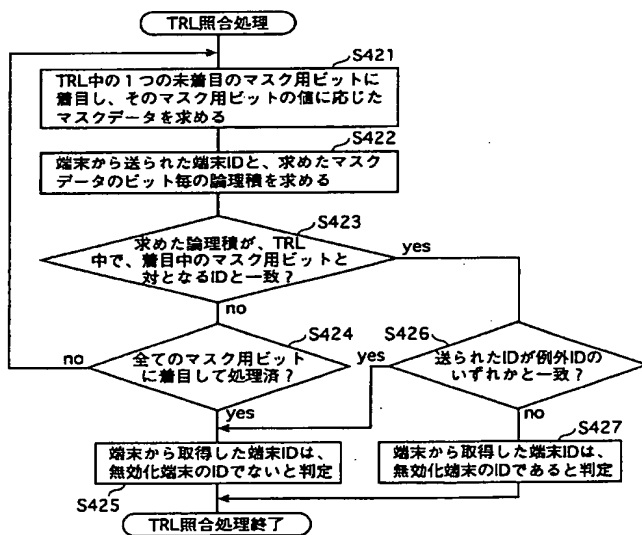 TRL照合処理
S421
TRL中の1つの未着目のマスク用ビットに
着目し、そのマスク用ビットの値に応じた
マスクデータを求める
S422
端末から送られた端末IDと、求めたマスク
データのビット毎の論理積を求める
S423
求めた論理積が、TRL
中で、着目中のマスク用ビットと
対となるIDと一致?
yes
no
S424
全てのマスク用ビット
に着目して処理済?
no
yes
S426
送られたIDが例外IDの
いずれかと一致?
yes
no
端末から取得した端末IDは、
無効化端末のIDでないと判定
S425
S427
端末から取得した端末IDは、
無効化端末のIDであると判定
TRL照合処理終了